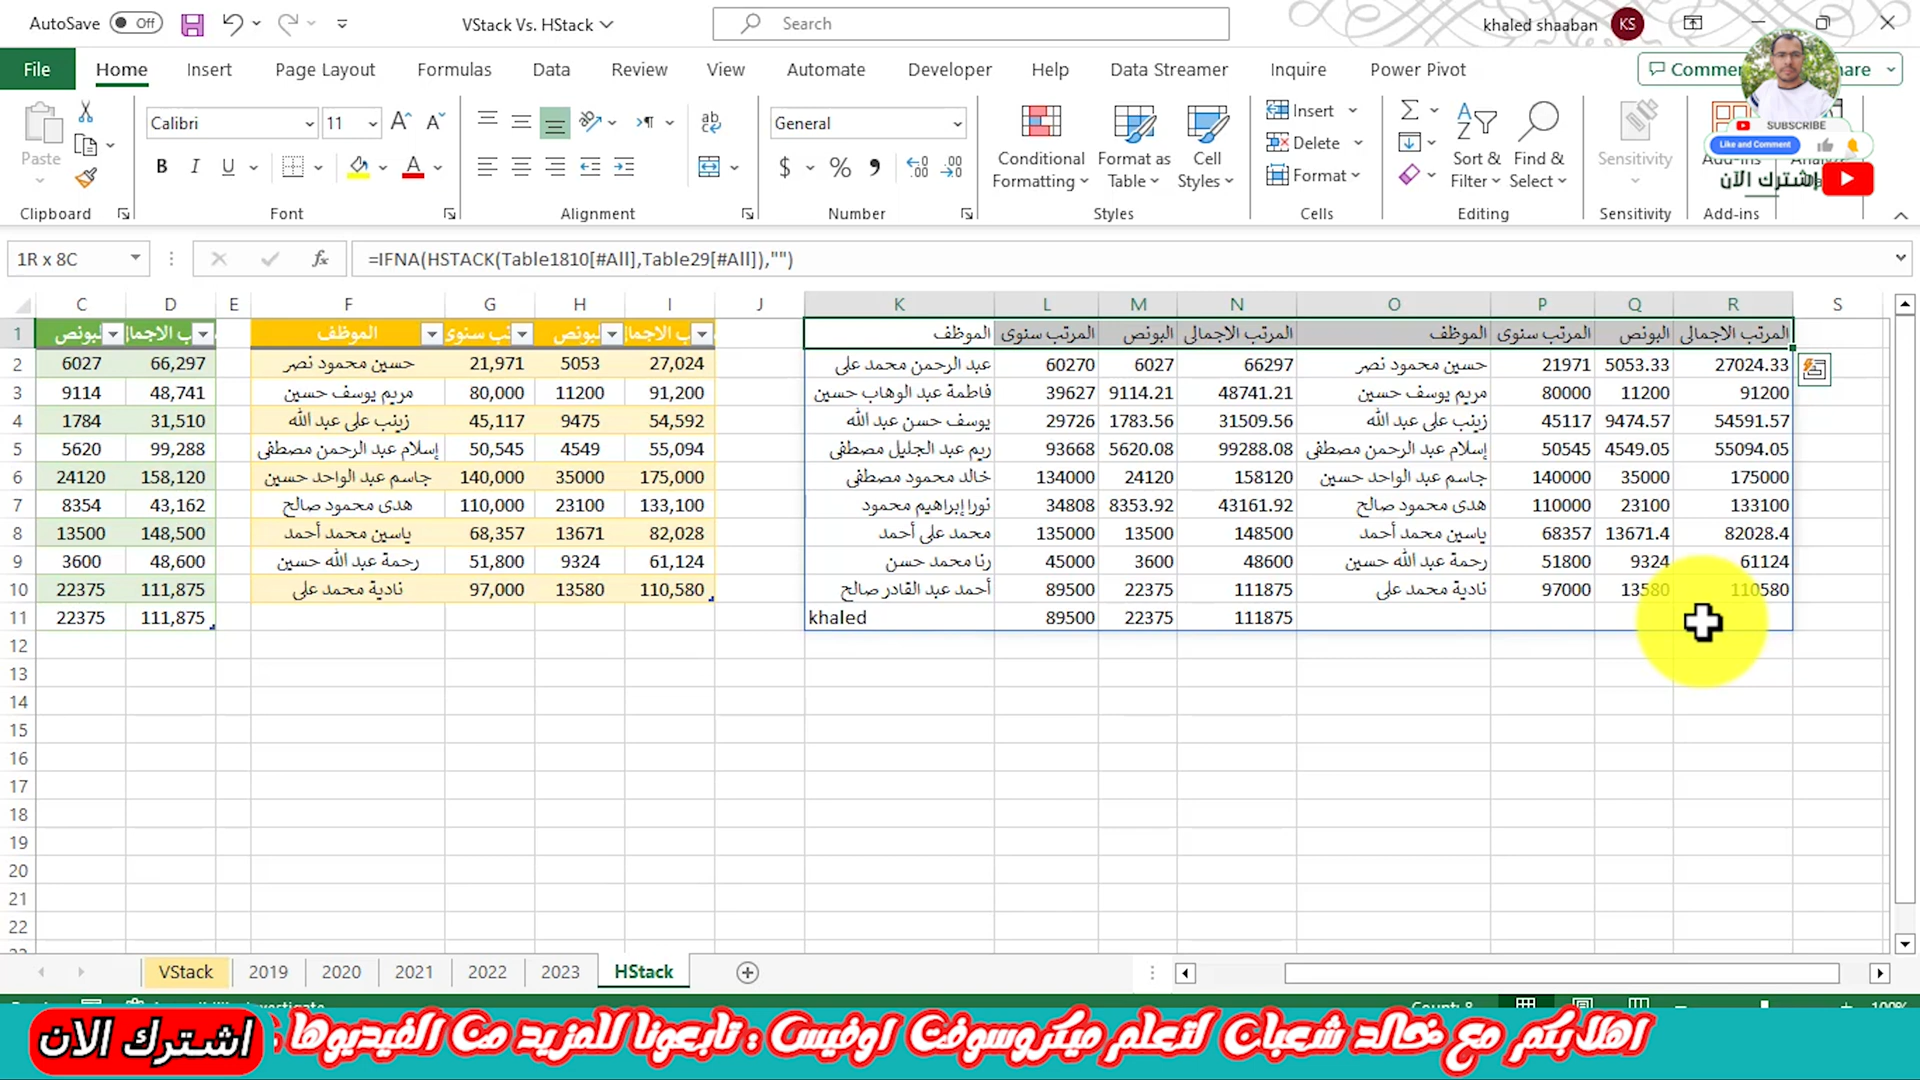 AutoSave Off VStack Vs. HStack Search khaled shaaban KS
File Home Insert Page Layout Formulas Data Review View Automate Developer Help Data Streamer Inquire Power Pivot
SUBSCRIBE
Like and Comment
اشترك الآن
Paste Calibri 11 General
Conditional Formatting Format as Table Cell Styles Insert Delete Format Sort & Filter Find & Select Sensitivity
Clipboard Font Alignment Number Styles Cells Editing Sensitivity Add-ins
1R x 8C fx =IFNA(HSTACK(Table1810[#All],Table29[#All]),"")
C D E F G H I J K L M N O P Q R S
1 الموظف الموظف المرتب سنوى البونص المرتب الاجمالى الموظف المرتب سنوى البونص المرتب الاجمالى
2 6027 66,297 حسين محمود نصر 21,971 5053 27,024 عبد الرحمن محمد على 60270 6027 66297 حسين محمود نصر 21971 5053.33 27024.33
3 9114 48,741 مريم يوسف حسين 80,000 11200 91,200 فاطمة عبد الوهاب حسين 39627 9114.21 48741.21 مريم يوسف حسين 80000 11200 91200
4 1784 31,510 زينب على عبد الله 45,117 9475 54,592 يوسف حسن عبد الله 29726 1783.56 31509.56 زينب على عبد الله 45117 9474.57 54591.57
5 5620 99,288 إسلام عبد الرحمن مصطفى 50,545 4549 55,094 ريم عبد الجليل مصطفى 93668 5620.08 99288.08 إسلام عبد الرحمن مصطفى 50545 4549.05 55094.05
6 24120 158,120 جاسم عبد الواحد حسين 140,000 35000 175,000 خالد محمود مصطفى 134000 24120 158120 جاسم عبد الواحد حسين 140000 35000 175000
7 8354 43,162 هدى محمود صالح 110,000 23100 133,100 نورا إبراهيم محمود 34808 8353.92 43161.92 هدى محمود صالح 110000 23100 133100
8 13500 148,500 ياسين محمد أحمد 68,357 13671 82,028 محمد على أحمد 135000 13500 148500 ياسين محمد أحمد 68357 13671.4 82028.4
9 3600 48,600 رحمة عبد الله حسين 51,800 9324 61,124 رنا محمد حسن 45000 3600 48600 رحمة عبد الله حسين 51800 9324 61124
10 22375 111,875 نادية محمد على 97,000 13580 110,580 أحمد عبد القادر صالح 89500 22375 111875 نادية محمد على 97000 13580 110580
11 22375 111,875 khaled 89500 22375 111875
12
13
14
15
16
17
18
19
20
21
22
VStack 2019 2020 2021 2022 2023 HStack
اهلا بكم مع خالد شعبان لتعلم ميكروسوفت اوفيس : تابعونا للمزيد من الفيديوها
اشترك الان